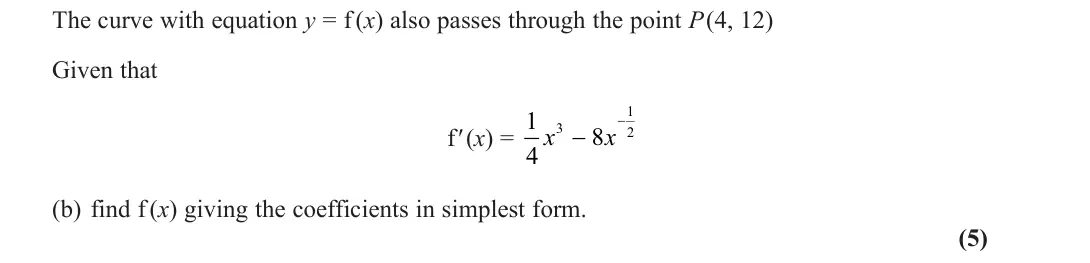 The curve with equation y = f(x) also passes through the point P(4, 12)
Given that
f′(x) = 1/4 x³ – 8x^(–1/2)
(b) find f(x) giving the coefficients in simplest form.
(5)